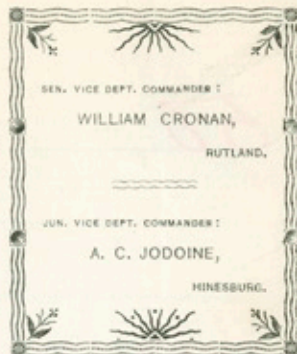 SEN. VICE DEPT. COMMANDER:
WILLIAM CRONAN,
RUTLAND.
JUN. VICE DEPT. COMMANDER:
A. C. JODOINE,
HINESBURG.